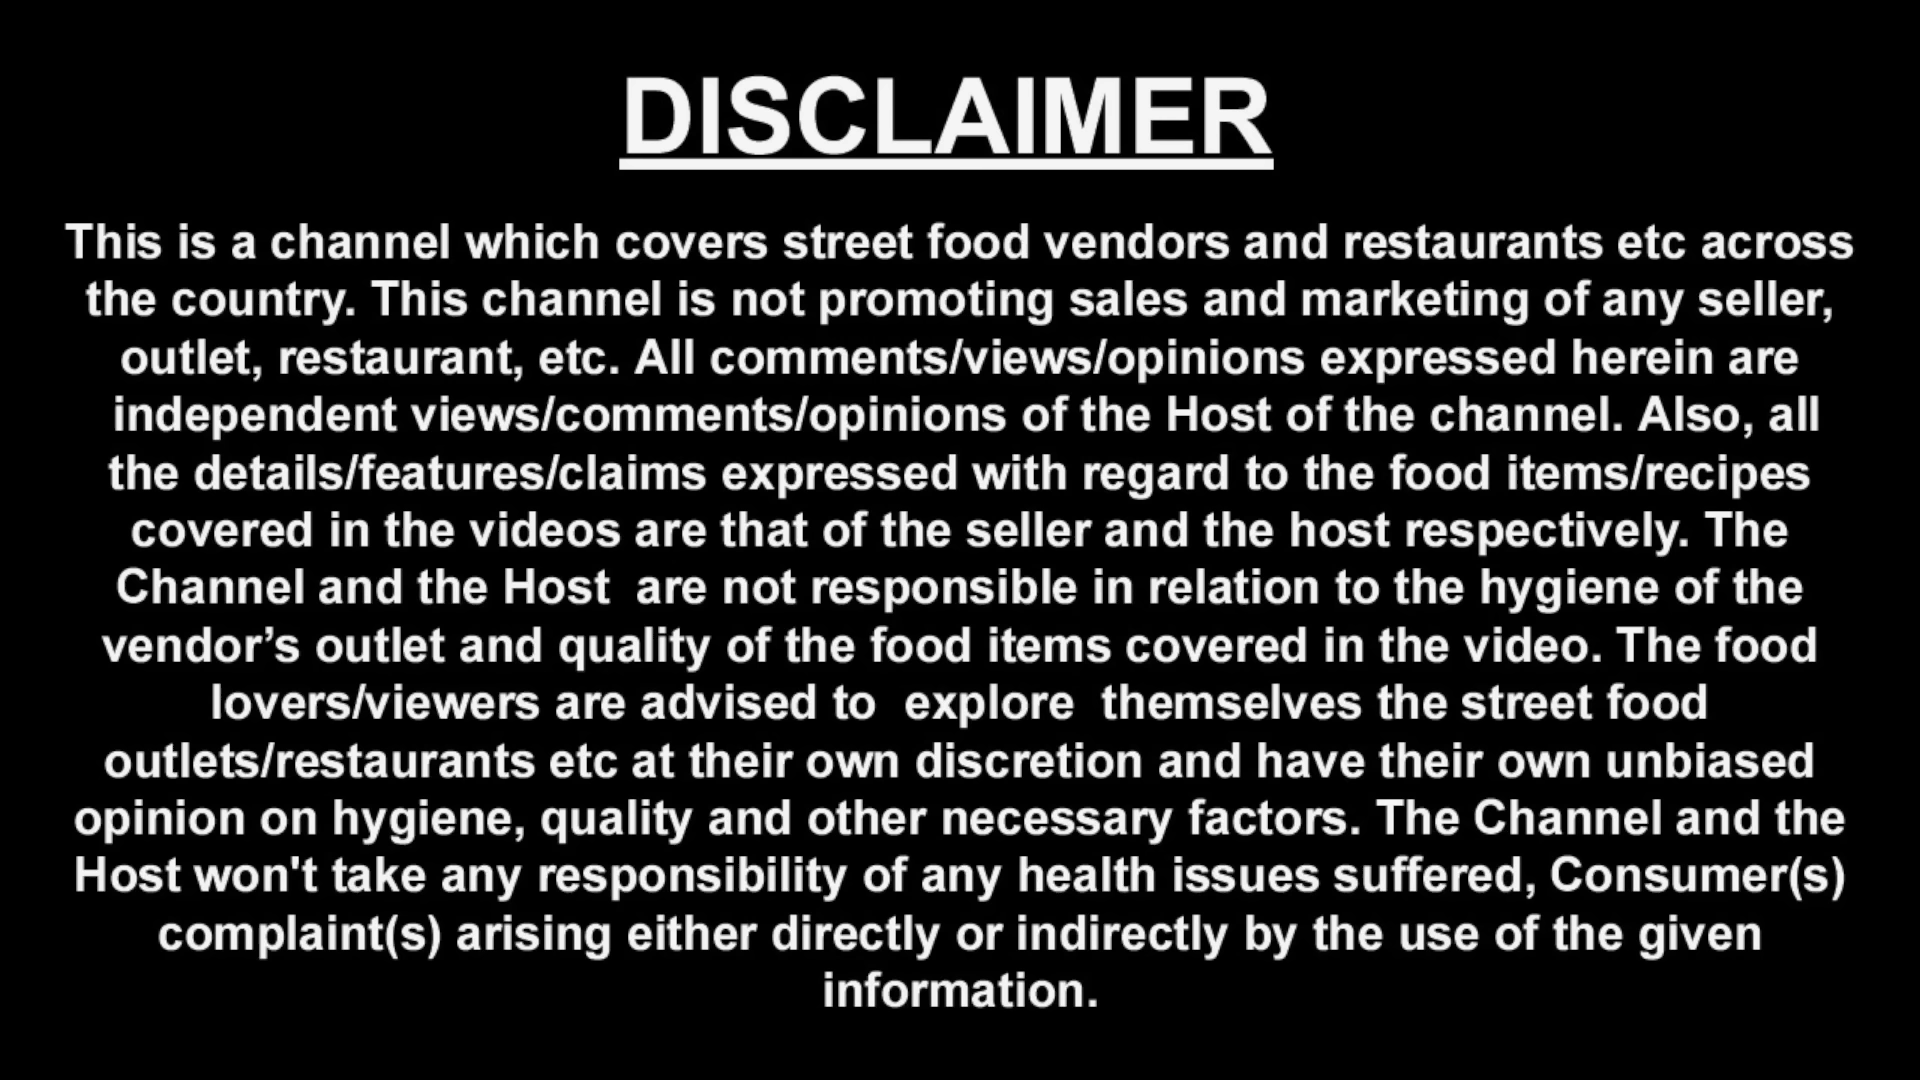 DISCLAIMER
This is a channel which covers street food vendors and restaurants etc across
the country. This channel is not promoting sales and marketing of any seller,
outlet, restaurant, etc. All comments/views/opinions expressed herein are
independent views/comments/opinions of the Host of the channel. Also, all
the details/features/claims expressed with regard to the food items/recipes
covered in the videos are that of the seller and the host respectively. The
Channel and the Host  are not responsible in relation to the hygiene of the
vendor’s outlet and quality of the food items covered in the video. The food
lovers/viewers are advised to  explore  themselves the street food
outlets/restaurants etc at their own discretion and have their own unbiased
opinion on hygiene, quality and other necessary factors. The Channel and the
Host won't take any responsibility of any health issues suffered, Consumer(s)
complaint(s) arising either directly or indirectly by the use of the given
information.